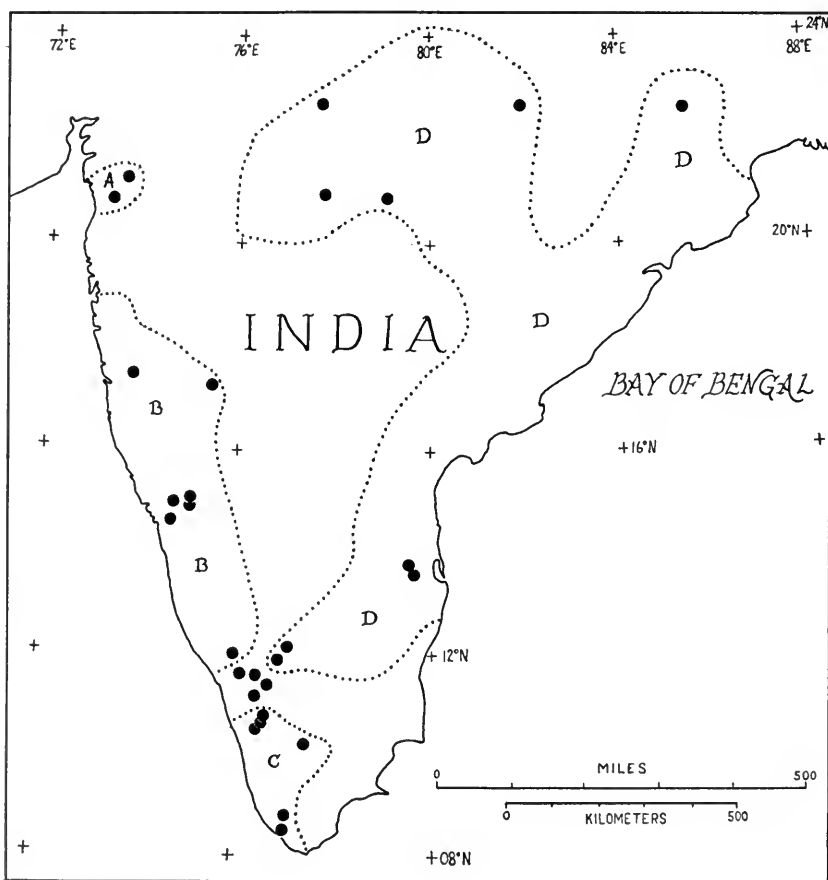 24°N
72°E 76°E 80°E 84°E 88°E
D
A
D
20°N
INDIA
D
BAY OF BENGAL
B
16°N
B
D
12°N
C
0 MILES 500
0 KILOMETERS 500
08°N